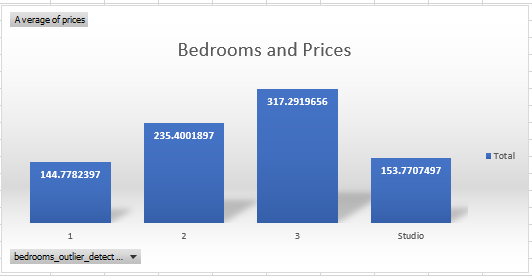 Average of prices
Bedrooms and Prices
317.2919656
235.4001897
144.7782397
153.7707497
Total
1 2 3 Studio
bedrooms_outlier_detect ...